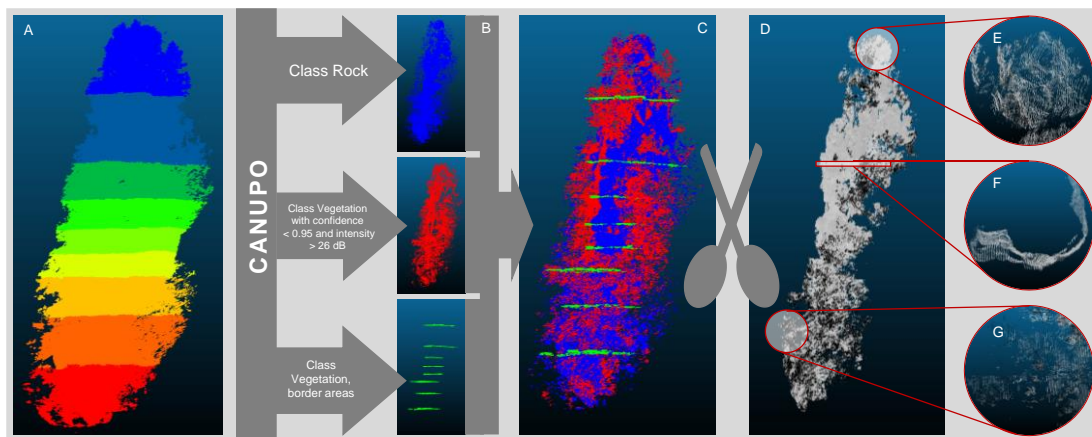 A
CANUPO
Class Rock
Class Vegetation
with confidence
< 0.95 and intensity
> 26 dB
Class
Vegetation,
border areas
B
C
D
E
F
G